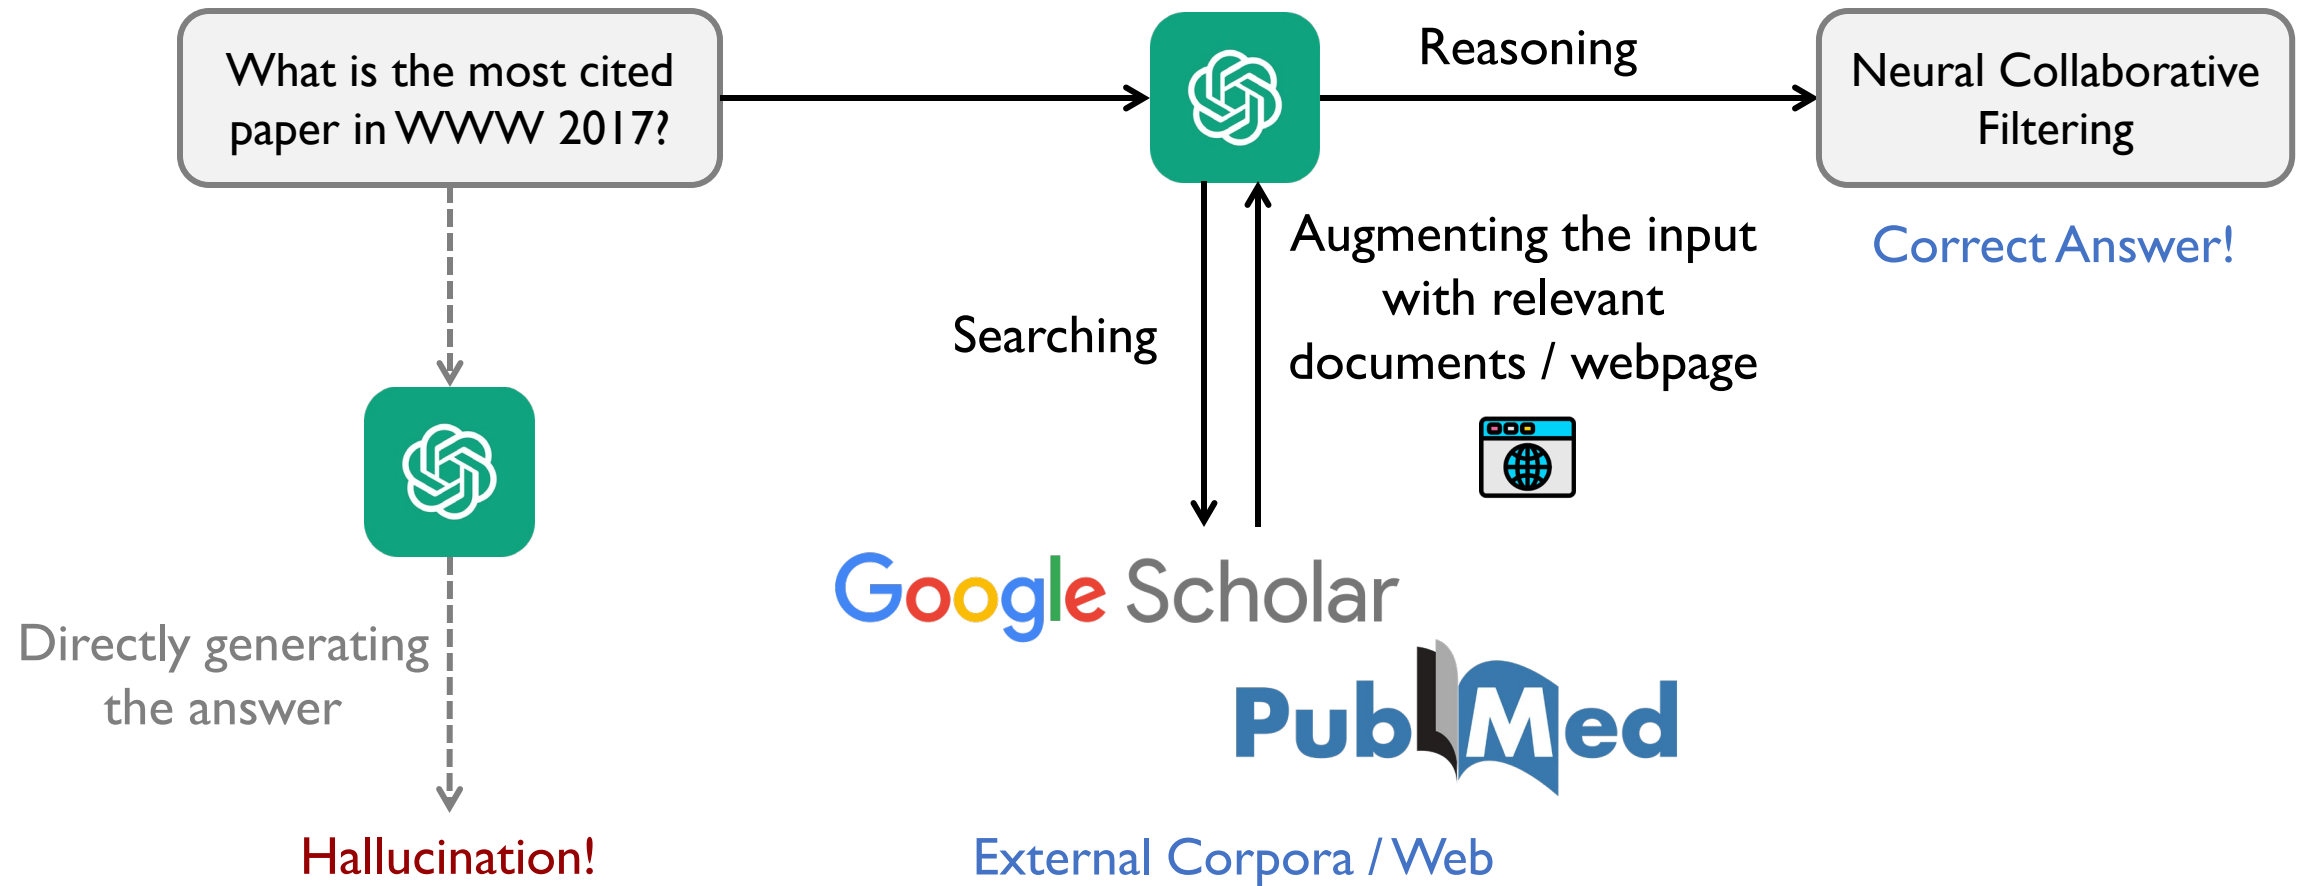 What is the most cited
paper in WWW 2017?
Reasoning
Neural Collaborative
Filtering
Correct Answer!
Searching
Augmenting the input
with relevant
documents / webpage
Google Scholar
PubMed
External Corpora / Web
Directly generating
the answer
Hallucination!